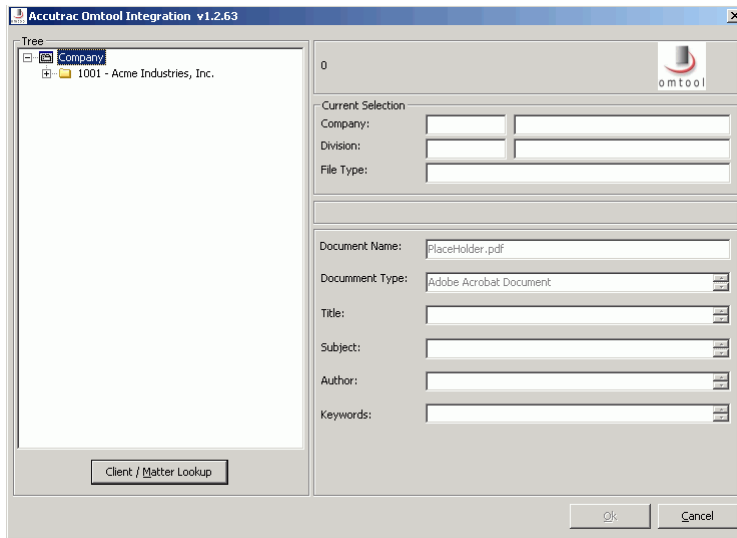 Accutrac Omtool Integration v1.2.63
Tree
Company
1001 - Acme Industries, Inc.
Client / Matter Lookup
0
omtool
Current Selection
Company:
Division:
File Type:
Document Name:
PlaceHolder.pdf
Documment Type:
Adobe Acrobat Document
Title:
Subject:
Author:
Keywords:
Ok
Cancel